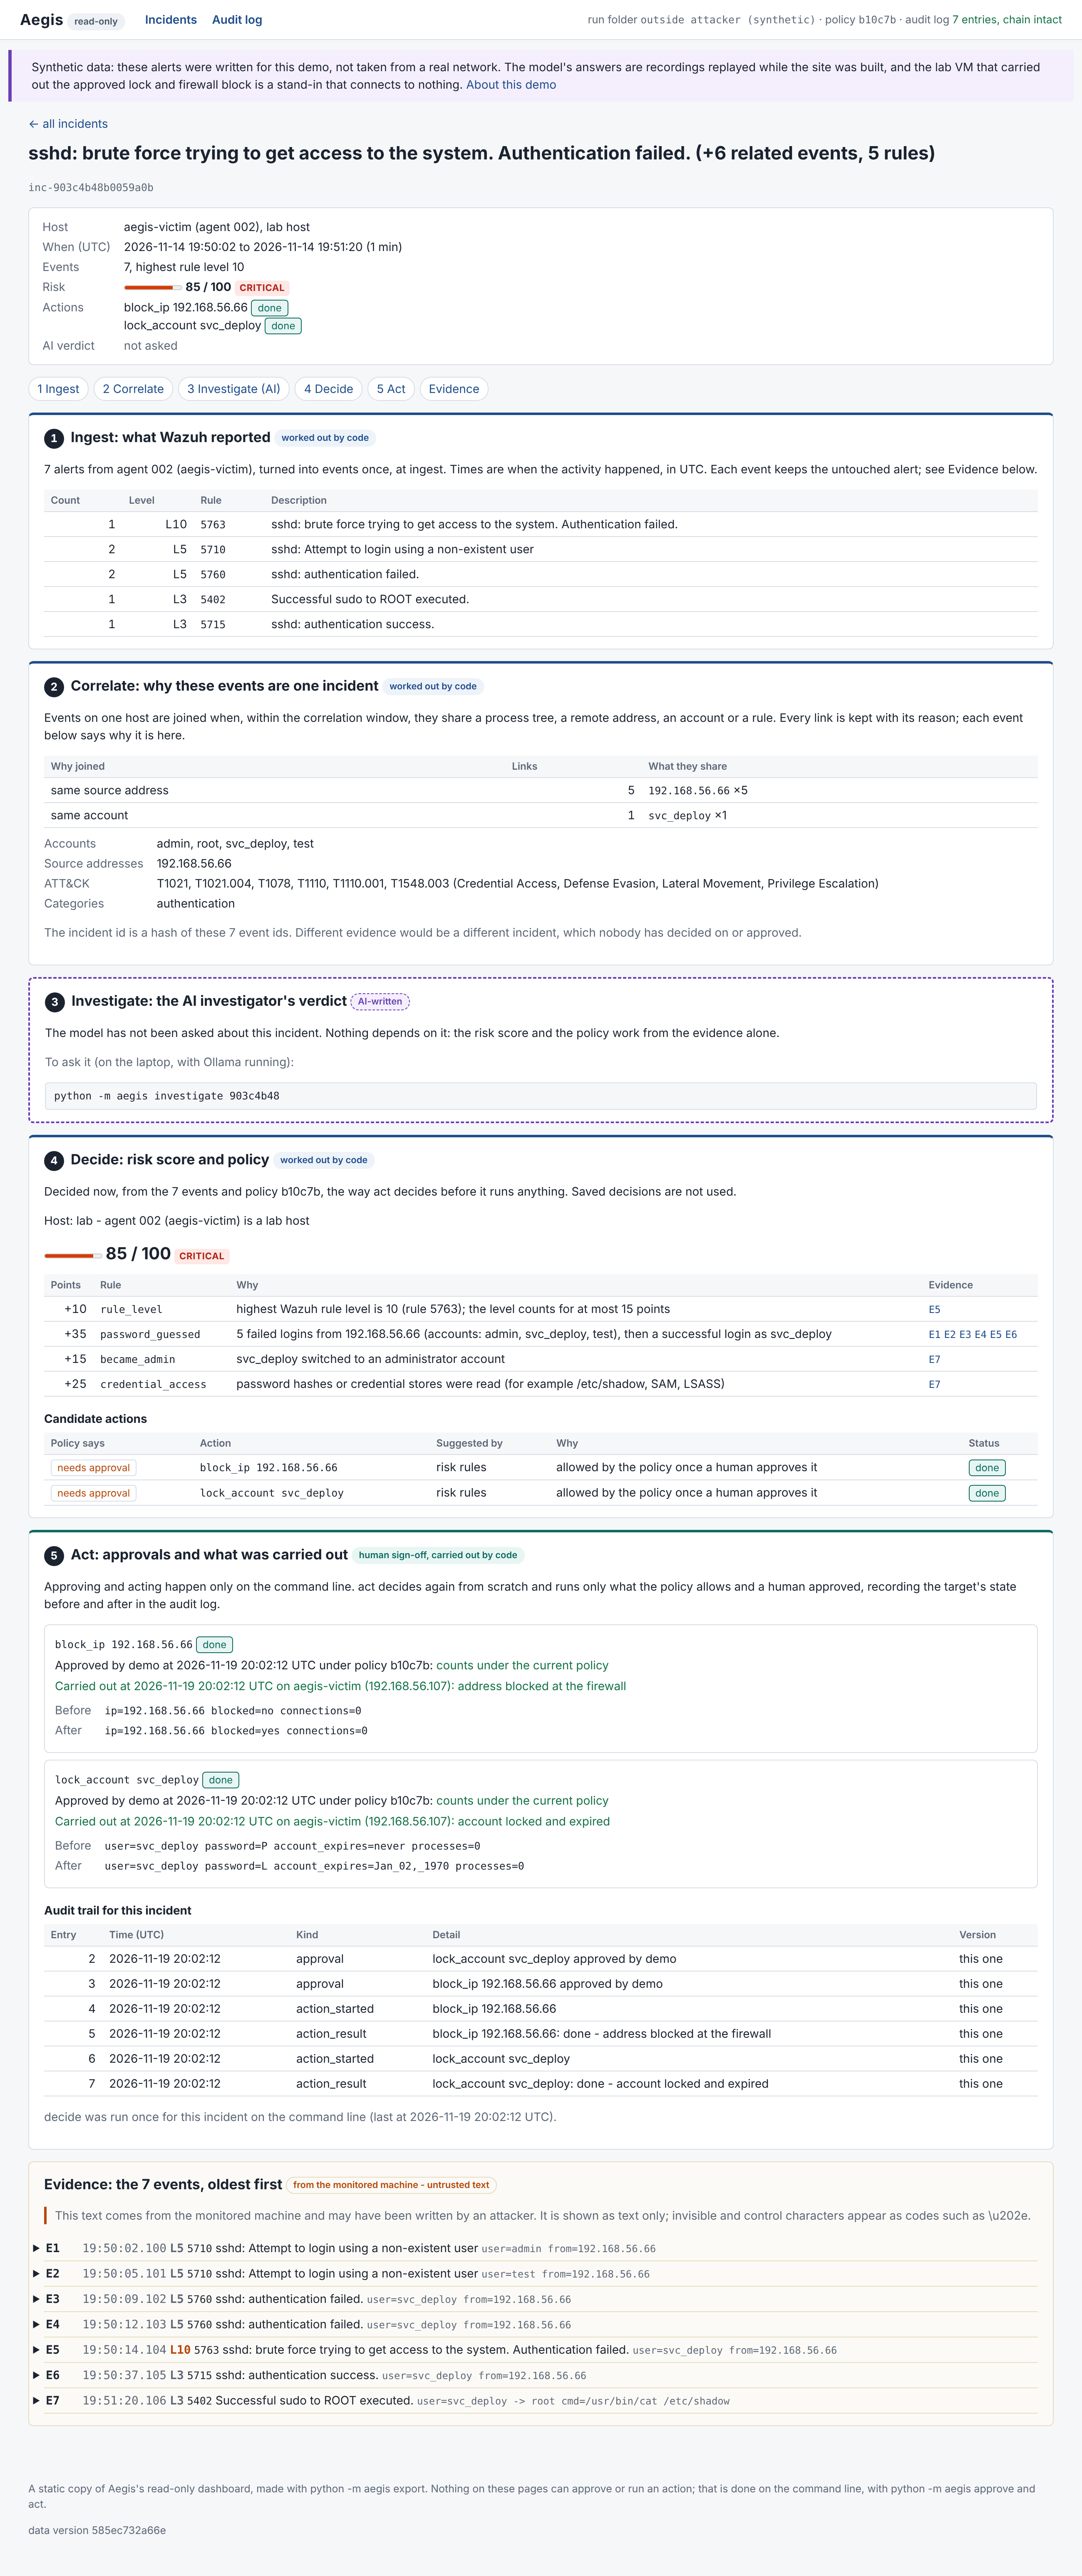 Aegis read-only Incidents Audit log run folder outside attacker (synthetic) · policy b10c7b · audit log 7 entries, chain intact
Synthetic data: these alerts were written for this demo, not taken from a real network. The model's answers are recordings replayed while the site was built, and the lab VM that carried
out the approved lock and firewall block is a stand-in that connects to nothing. About this demo
← all incidents
sshd: brute force trying to get access to the system. Authentication failed. (+6 related events, 5 rules)
inc-903c4b48b0059a0b
Host aegis-victim (agent 002), lab host
When (UTC) 2026-11-14 19:50:02 to 2026-11-14 19:51:20 (1 min)
Events 7, highest rule level 10
Risk 85 / 100 CRITICAL
Actions block_ip 192.168.56.66 done
lock_account svc_deploy done
AI verdict not asked
1 Ingest 2 Correlate 3 Investigate (AI) 4 Decide 5 Act Evidence
1 Ingest: what Wazuh reported worked out by code
7 alerts from agent 002 (aegis-victim), turned into events once, at ingest. Times are when the activity happened, in UTC. Each event keeps the untouched alert; see Evidence below.
Count Level Rule Description
1 L10 5763 sshd: brute force trying to get access to the system. Authentication failed.
2 L5 5710 sshd: Attempt to login using a non-existent user
2 L5 5760 sshd: authentication failed.
1 L3 5402 Successful sudo to ROOT executed.
1 L3 5715 sshd: authentication success.
2 Correlate: why these events are one incident worked out by code
Events on one host are joined when, within the correlation window, they share a process tree, a remote address, an account or a rule. Every link is kept with its reason; each event
below says why it is here.
Why joined Links What they share
same source address 5 192.168.56.66 ×5
same account 1 svc_deploy ×1
Accounts admin, root, svc_deploy, test
Source addresses 192.168.56.66
ATT&CK T1021, T1021.004, T1078, T1110, T1110.001, T1548.003 (Credential Access, Defense Evasion, Lateral Movement, Privilege Escalation)
Categories authentication
The incident id is a hash of these 7 event ids. Different evidence would be a different incident, which nobody has decided on or approved.
3 Investigate: the AI investigator's verdict AI-written
The model has not been asked about this incident. Nothing depends on it: the risk score and the policy work from the evidence alone.
To ask it (on the laptop, with Ollama running):
python -m aegis investigate 903c4b48
4 Decide: risk score and policy worked out by code
Decided now, from the 7 events and policy b10c7b, the way act decides before it runs anything. Saved decisions are not used.
Host: lab - agent 002 (aegis-victim) is a lab host
85 / 100 CRITICAL
Points Rule Why Evidence
+10 rule_level highest Wazuh rule level is 10 (rule 5763); the level counts for at most 15 points E5
+35 password_guessed 5 failed logins from 192.168.56.66 (accounts: admin, svc_deploy, test), then a successful login as svc_deploy E1 E2 E3 E4 E5 E6
+15 became_admin svc_deploy switched to an administrator account E7
+25 credential_access password hashes or credential stores were read (for example /etc/shadow, SAM, LSASS) E7
Candidate actions
Policy says Action Suggested by Why Status
needs approval block_ip 192.168.56.66 risk rules allowed by the policy once a human approves it done
needs approval lock_account svc_deploy risk rules allowed by the policy once a human approves it done
5 Act: approvals and what was carried out human sign-off, carried out by code
Approving and acting happen only on the command line. act decides again from scratch and runs only what the policy allows and a human approved, recording the target's state
before and after in the audit log.
block_ip 192.168.56.66 done
Approved by demo at 2026-11-19 20:02:12 UTC under policy b10c7b: counts under the current policy
Carried out at 2026-11-19 20:02:12 UTC on aegis-victim (192.168.56.107): address blocked at the firewall
Before ip=192.168.56.66 blocked=no connections=0
After ip=192.168.56.66 blocked=yes connections=0
lock_account svc_deploy done
Approved by demo at 2026-11-19 20:02:12 UTC under policy b10c7b: counts under the current policy
Carried out at 2026-11-19 20:02:12 UTC on aegis-victim (192.168.56.107): account locked and expired
Before user=svc_deploy password=P account_expires=never processes=0
After user=svc_deploy password=L account_expires=Jan_02,_1970 processes=0
Audit trail for this incident
Entry Time (UTC) Kind Detail Version
2 2026-11-19 20:02:12 approval lock_account svc_deploy approved by demo this one
3 2026-11-19 20:02:12 approval block_ip 192.168.56.66 approved by demo this one
4 2026-11-19 20:02:12 action_started block_ip 192.168.56.66 this one
5 2026-11-19 20:02:12 action_result block_ip 192.168.56.66: done - address blocked at the firewall this one
6 2026-11-19 20:02:12 action_started lock_account svc_deploy this one
7 2026-11-19 20:02:12 action_result lock_account svc_deploy: done - account locked and expired this one
decide was run once for this incident on the command line (last at 2026-11-19 20:02:12 UTC).
Evidence: the 7 events, oldest first from the monitored machine - untrusted text
This text comes from the monitored machine and may have been written by an attacker. It is shown as text only; invisible and control characters appear as codes such as \u202e.
E1 19:50:02.100 L5 5710 sshd: Attempt to login using a non-existent user user=admin from=192.168.56.66
E2 19:50:05.101 L5 5710 sshd: Attempt to login using a non-existent user user=test from=192.168.56.66
E3 19:50:09.102 L5 5760 sshd: authentication failed. user=svc_deploy from=192.168.56.66
E4 19:50:12.103 L5 5760 sshd: authentication failed. user=svc_deploy from=192.168.56.66
E5 19:50:14.104 L10 5763 sshd: brute force trying to get access to the system. Authentication failed. user=svc_deploy from=192.168.56.66
E6 19:50:37.105 L3 5715 sshd: authentication success. user=svc_deploy from=192.168.56.66
E7 19:51:20.106 L3 5402 Successful sudo to ROOT executed. user=svc_deploy -> root cmd=/usr/bin/cat /etc/shadow
A static copy of Aegis's read-only dashboard, made with python -m aegis export. Nothing on these pages can approve or run an action; that is done on the command line, with python -m aegis approve and
act.
data version 585ec732a66e